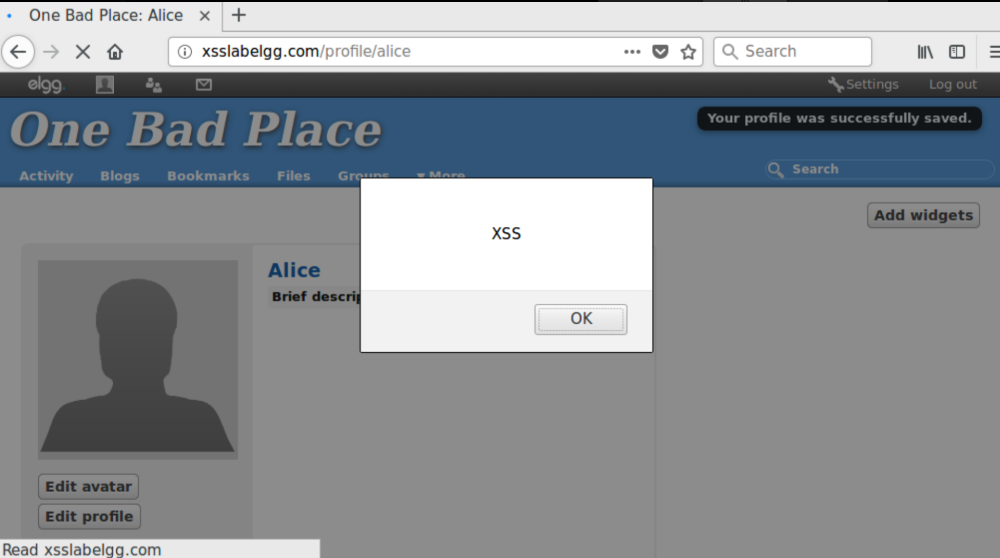 One Bad Place: Alice
xsslabelgg.com/profile/alice
Search
elgg.
Settings
Log out
One Bad Place
Your profile was successfully saved.
Activity Blogs Bookmarks Files Groups ▾ More
Search
Add widgets
XSS
OK
Alice
Brief descrip
Edit avatar
Edit profile
Read xsslabelgg.com